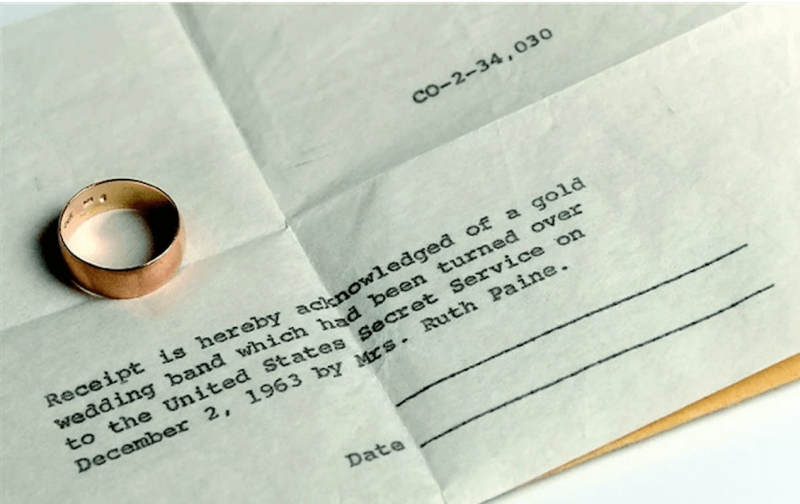 CO-2-34,030
Receipt is hereby acknowledged of a gold
wedding band which had been turned over
to the United States Secret Service on
December 2, 1963 by Mrs. Ruth Paine.
Date